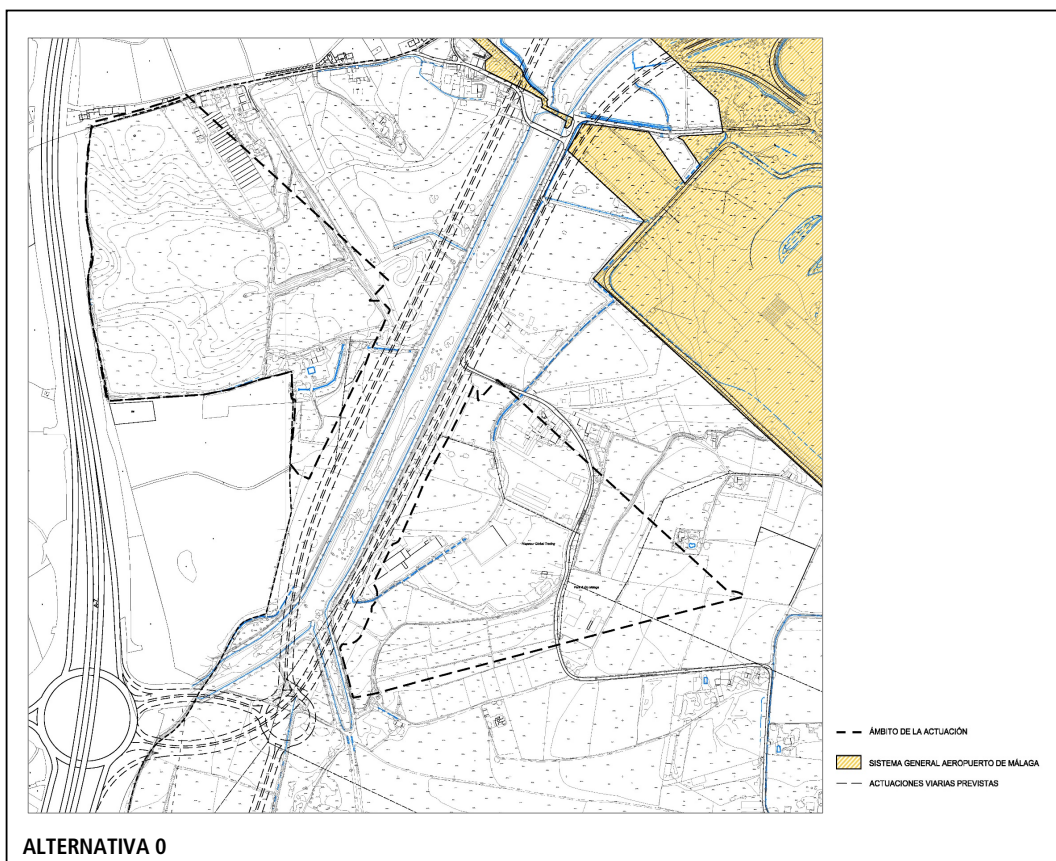 ÁMBITO DE LA ACTUACIÓN
SISTEMA GENERAL AEROPUERTO DE MÁLAGA
ACTUACIONES VIARIAS PREVISTAS
ALTERNATIVA 0